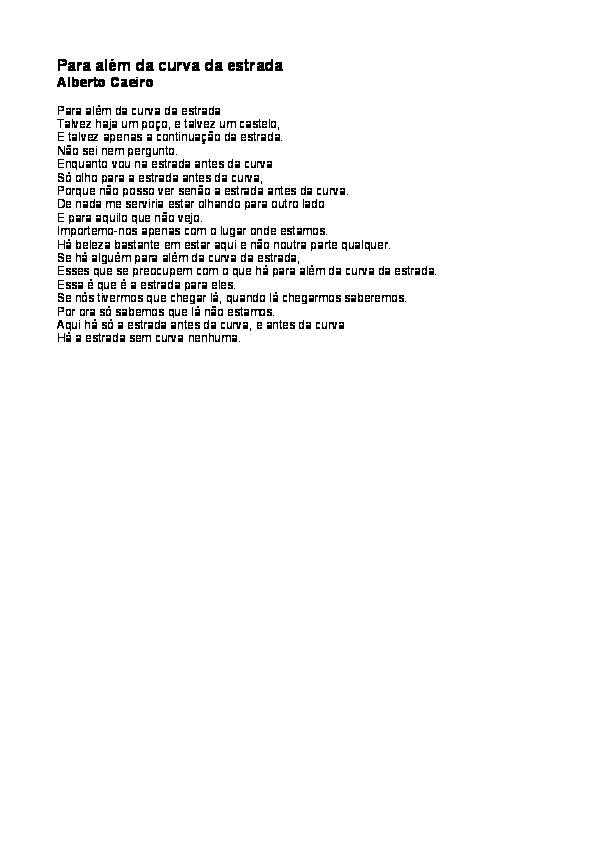 Para além da curva da estrada
Alberto Caeiro
Para além da curva da estrada
Talvez haja um poço, e talvez um castelo,
E talvez apenas a continuação da estrada.
Não sei nem pergunto.
Enquanto vou na estrada antes da curva
Só olho para a estrada antes da curva,
Porque não posso ver senão a estrada antes da curva.
De nada me serviria estar olhando para outro lado
E para aquilo que não vejo.
Importemo-nos apenas com o lugar onde estamos.
Há beleza bastante em estar aqui e não noutra parte qualquer.
Se há alguém para além da curva da estrada,
Esses que se preocupem com o que há para além da curva da estrada.
Essa é que é a estrada para eles.
Se nós tivermos que chegar lá, quando lá chegarmos saberemos.
Por ora só sabemos que lá não estamos.
Aqui há só a estrada antes da curva, e antes da curva
Há a estrada sem curva nenhuma.